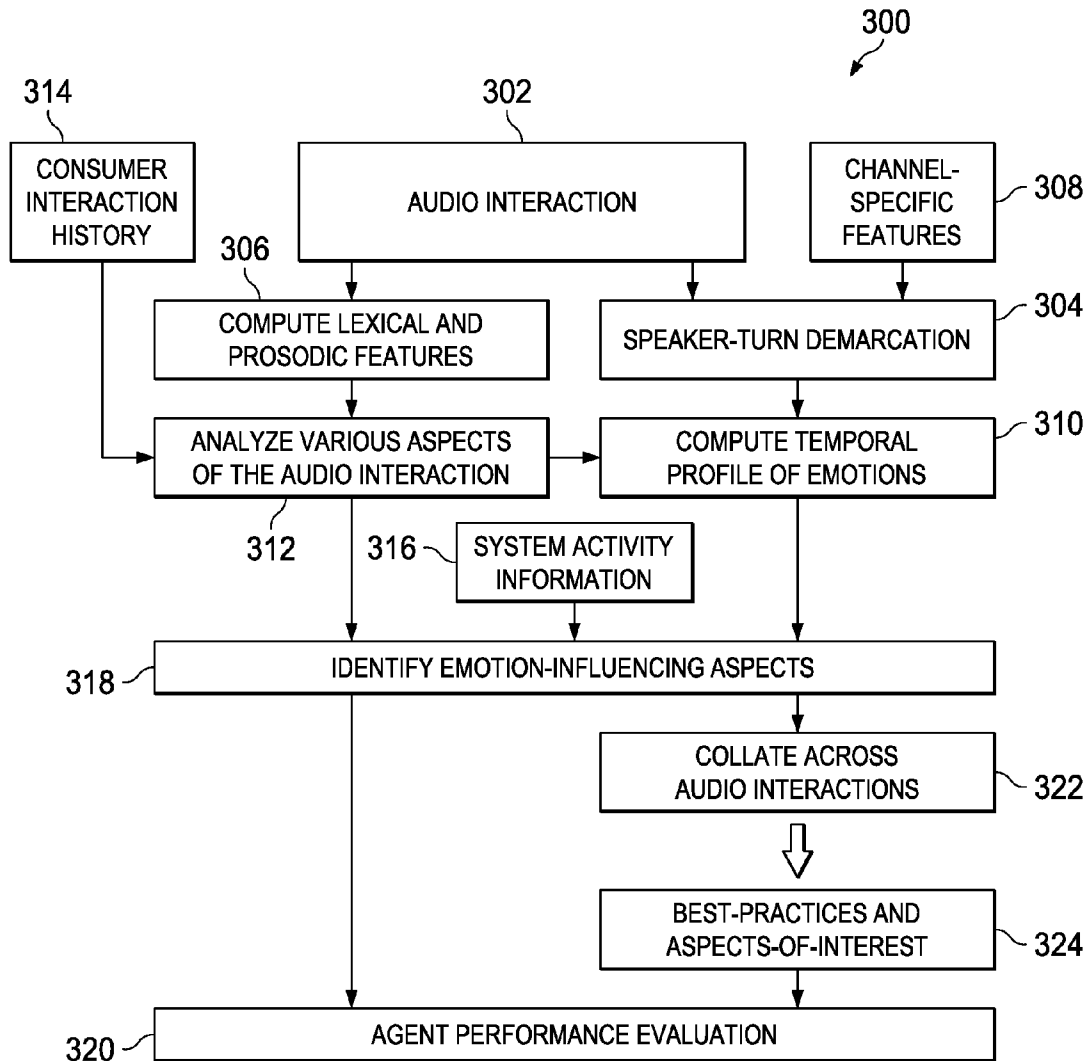 300
314
302
CONSUMER
INTERACTION
HISTORY
AUDIO INTERACTION
CHANNEL-
SPECIFIC
FEATURES
308
306
COMPUTE LEXICAL AND
PROSODIC FEATURES
SPEAKER-TURN DEMARCATION
304
ANALYZE VARIOUS ASPECTS
OF THE AUDIO INTERACTION
312
COMPUTE TEMPORAL
PROFILE OF EMOTIONS
310
316
SYSTEM ACTIVITY
INFORMATION
318
IDENTIFY EMOTION-INFLUENCING ASPECTS
COLLATE ACROSS
AUDIO INTERACTIONS
322
BEST-PRACTICES AND
ASPECTS-OF-INTEREST
324
320
AGENT PERFORMANCE EVALUATION